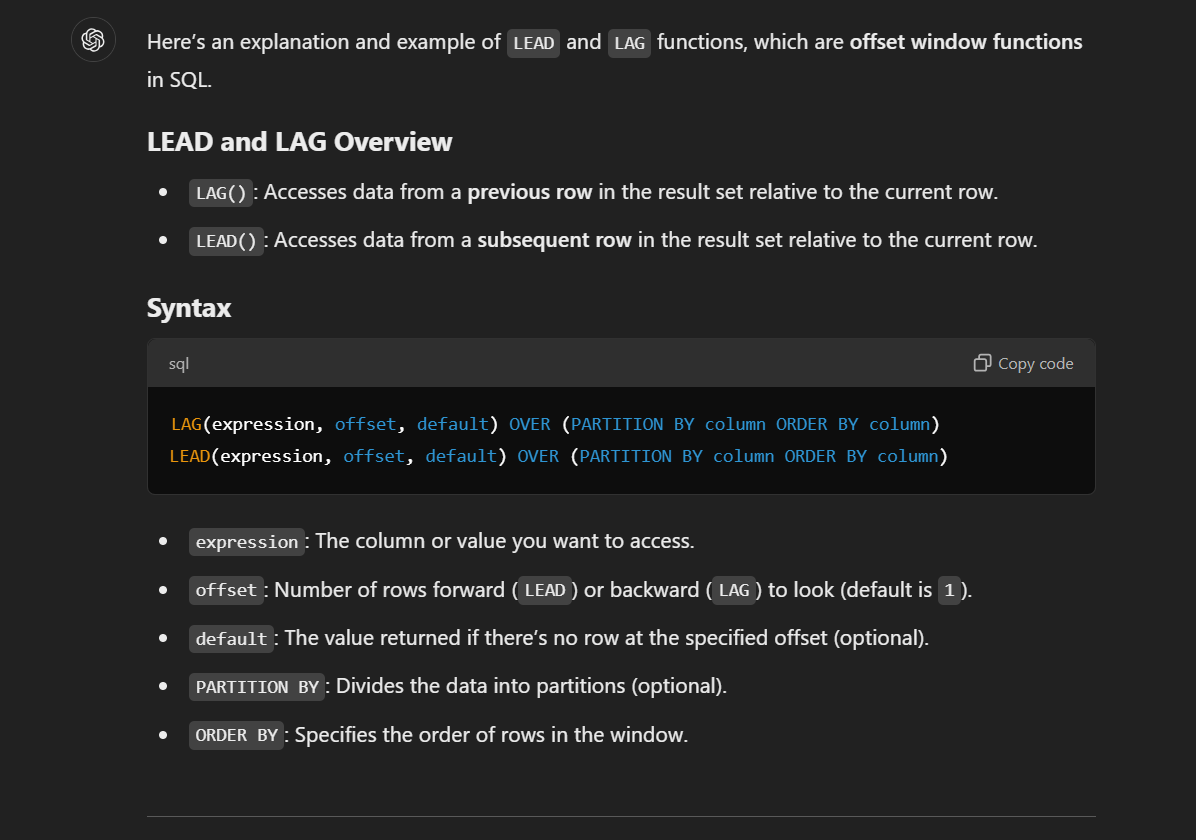 Here’s an explanation and example of LEAD and LAG functions, which are offset window functions
in SQL.
LEAD and LAG Overview
LAG(): Accesses data from a previous row in the result set relative to the current row.
LEAD(): Accesses data from a subsequent row in the result set relative to the current row.
Syntax
sql
Copy code
LAG(expression, offset, default) OVER (PARTITION BY column ORDER BY column)
LEAD(expression, offset, default) OVER (PARTITION BY column ORDER BY column)
expression: The column or value you want to access.
offset: Number of rows forward (LEAD) or backward (LAG) to look (default is 1).
default: The value returned if there’s no row at the specified offset (optional).
PARTITION BY: Divides the data into partitions (optional).
ORDER BY: Specifies the order of rows in the window.